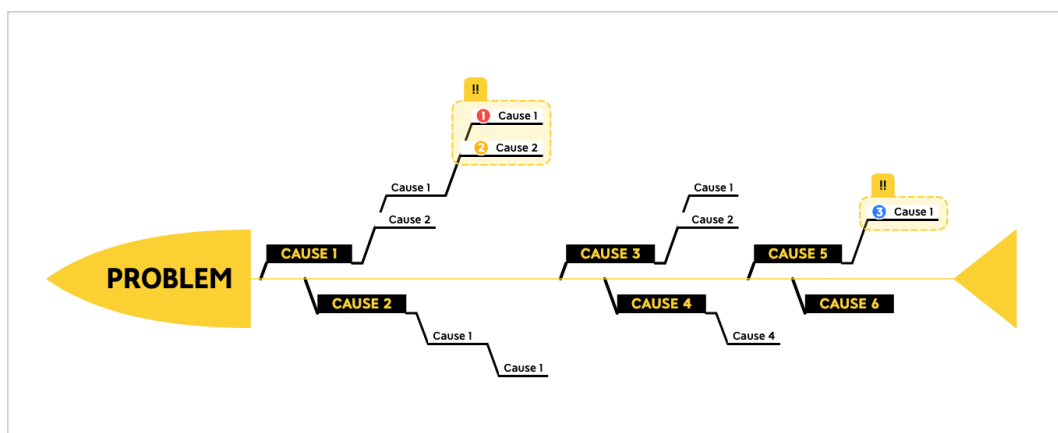 !!
1 Cause 1
2 Cause 2
!!
Cause 1
Cause 1
3 Cause 1
Cause 2
Cause 2
CAUSE 1
CAUSE 3
CAUSE 5
PROBLEM
CAUSE 2
CAUSE 4
CAUSE 6
Cause 1
Cause 4
Cause 1